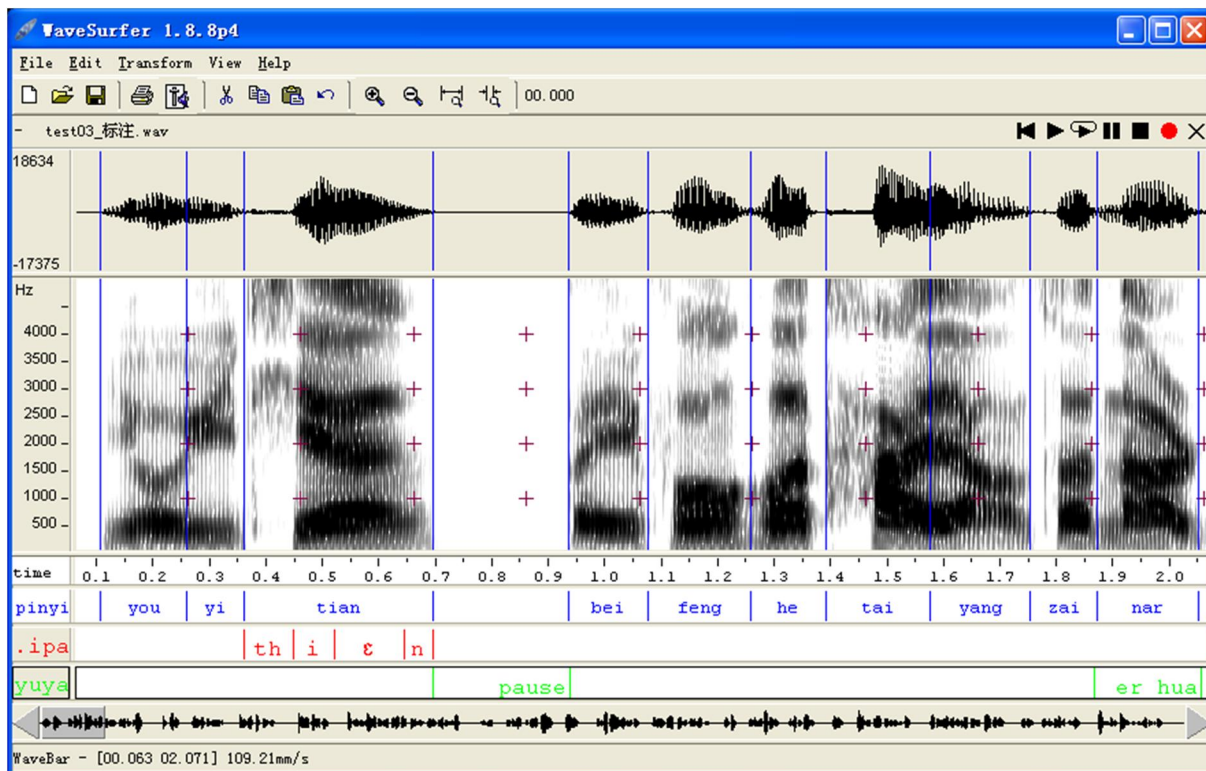 WaveSurfer 1.8.8p4
File Edit Transform View Help
00.000
- test03_标注.wav
18634
-17375
Hz
4000
3500
3000
2500
2000
1500
1000
500
time 0.1 0.2 0.3 0.4 0.5 0.6 0.7 0.8 0.9 1.0 1.1 1.2 1.3 1.4 1.5 1.6 1.7 1.8 1.9 2.0
pinyi you yi tian bei feng he tai yang zai nar
.ipa th i ε n
yuya pause er hua
WaveBar - [00.063 02.071] 109.21mm/s